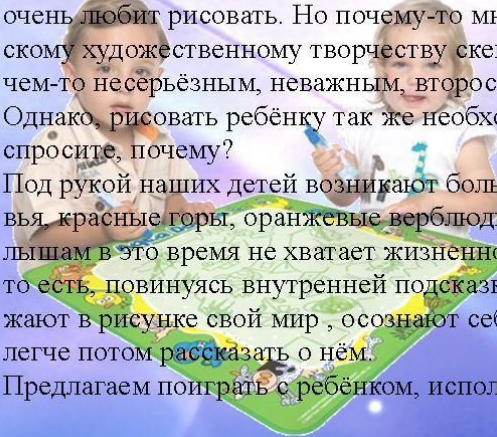 очень любит рисовать. Но почему-то мн
скому художественному творчеству скеп
чем-то несерьёзным, неважным, второс
Однако, рисовать ребёнку так же необхо
спросите, почему?
Под рукой наших детей возникают боль
вья, красные горы, оранжевые верблюд
лышам в это время не хватает жизненно
то есть, повинуясь внутренней подсказк
жают в рисунке свой мир , осознают себ
легче потом рассказать о нём.
Предлагаем поиграть с ребёнком, испол